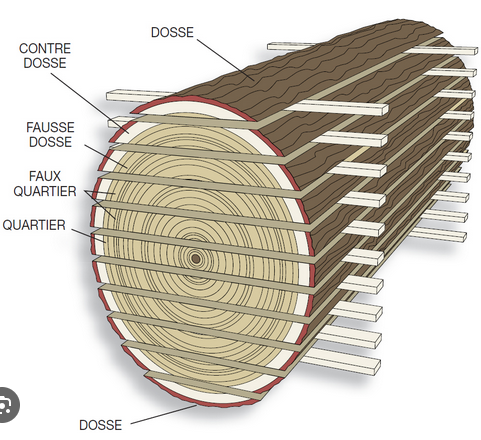 DOSSE
CONTRE
DOSSE
FAUSSE
DOSSE
FAUX
QUARTIER
QUARTIER
DOSSE